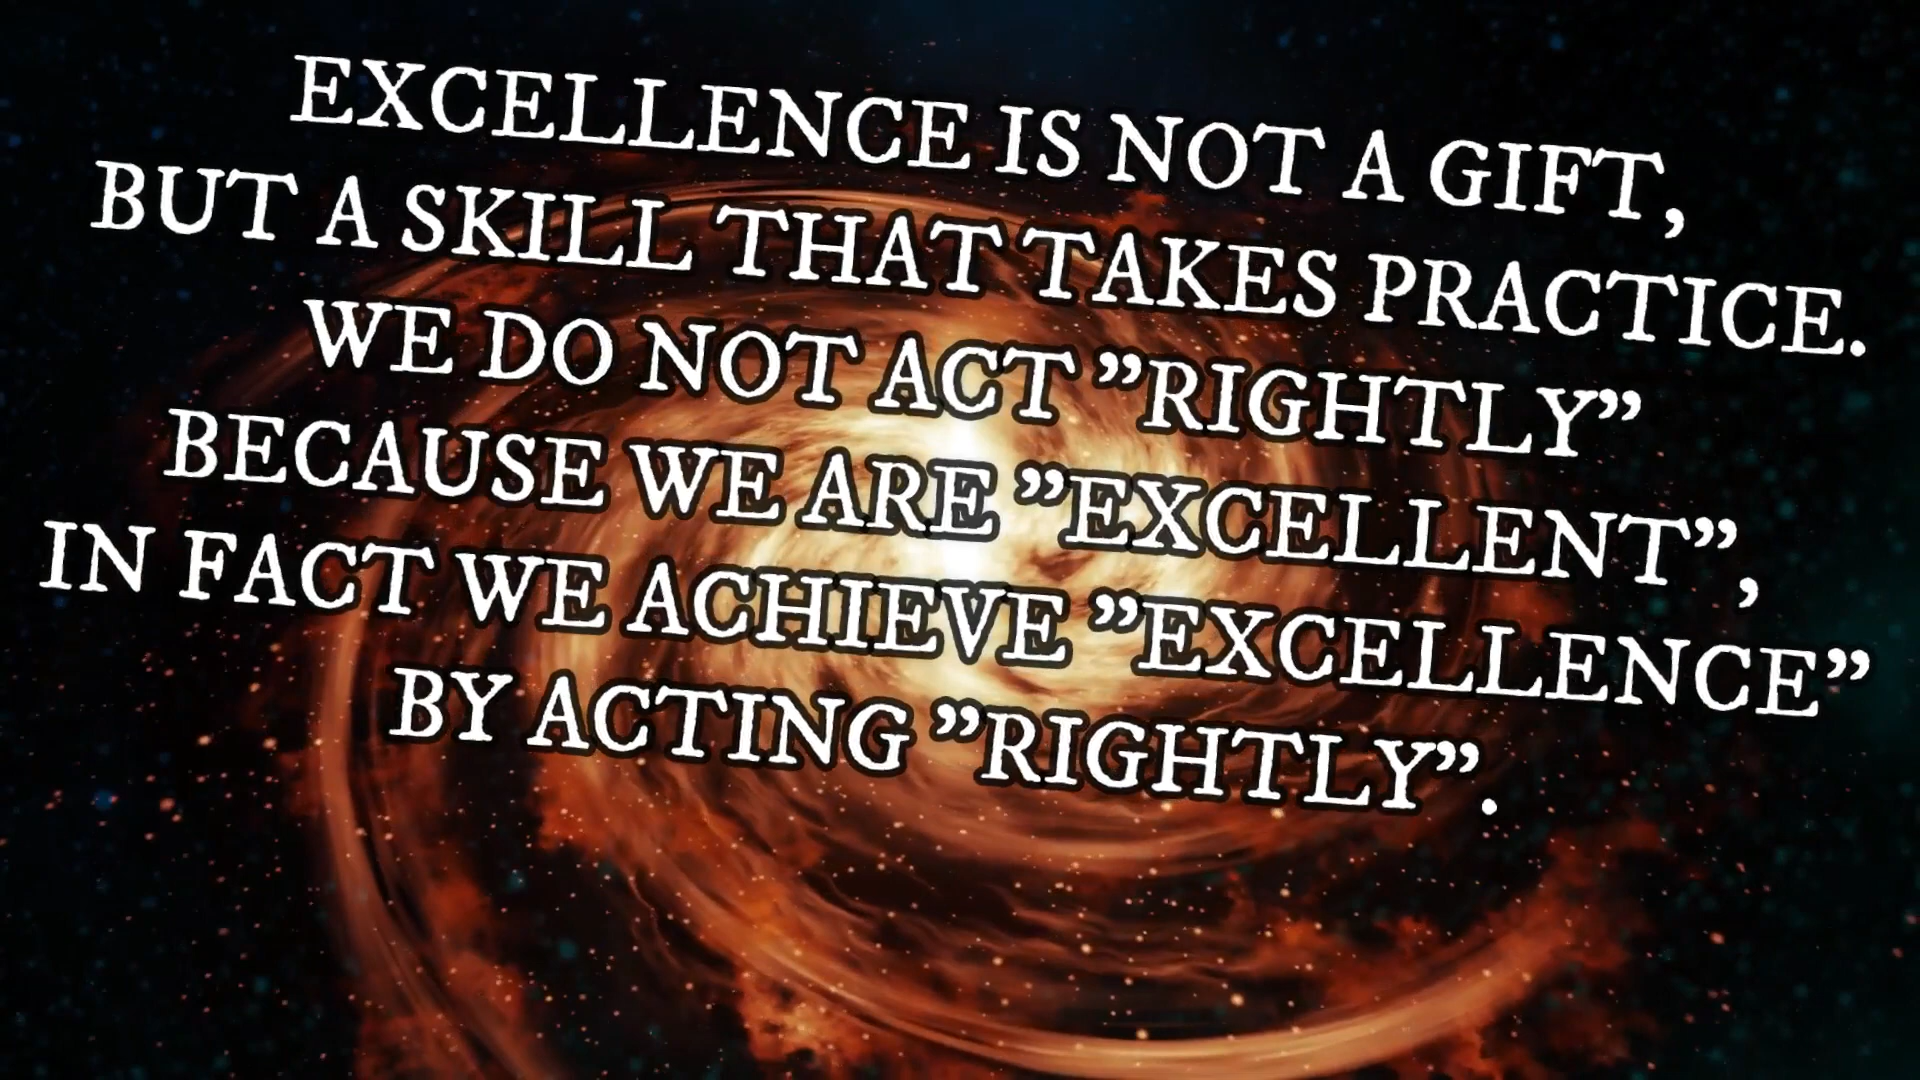 EXCELLENCE IS NOT A GIFT,
BUT A SKILL THAT TAKES PRACTICE.
WE DO NOT ACT ”RIGHTLY”
BECAUSE WE ARE ”EXCELLENT”,
IN FACT WE ACHIEVE ”EXCELLENCE”
BY ACTING ”RIGHTLY”.